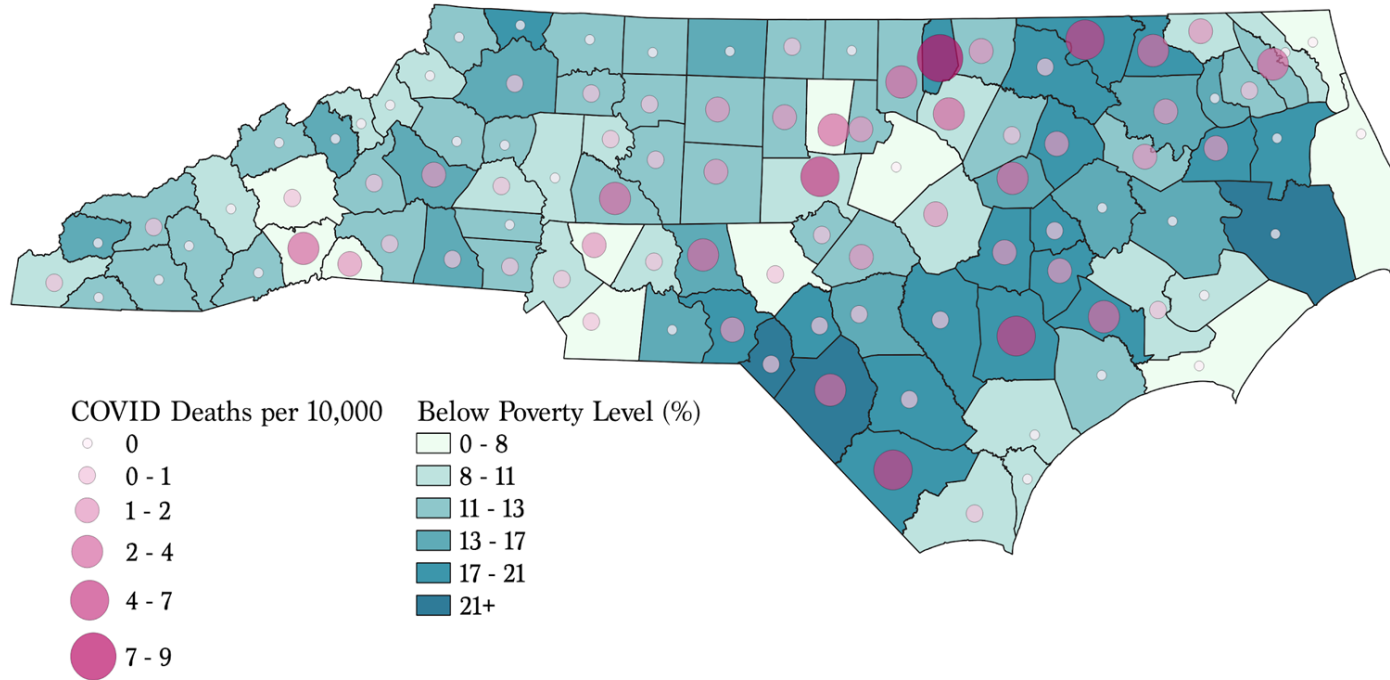 COVID Deaths per 10,000
0
0 - 1
1 - 2
2 - 4
4 - 7
7 - 9
Below Poverty Level (%)
0 - 8
8 - 11
11 - 13
13 - 17
17 - 21
21+